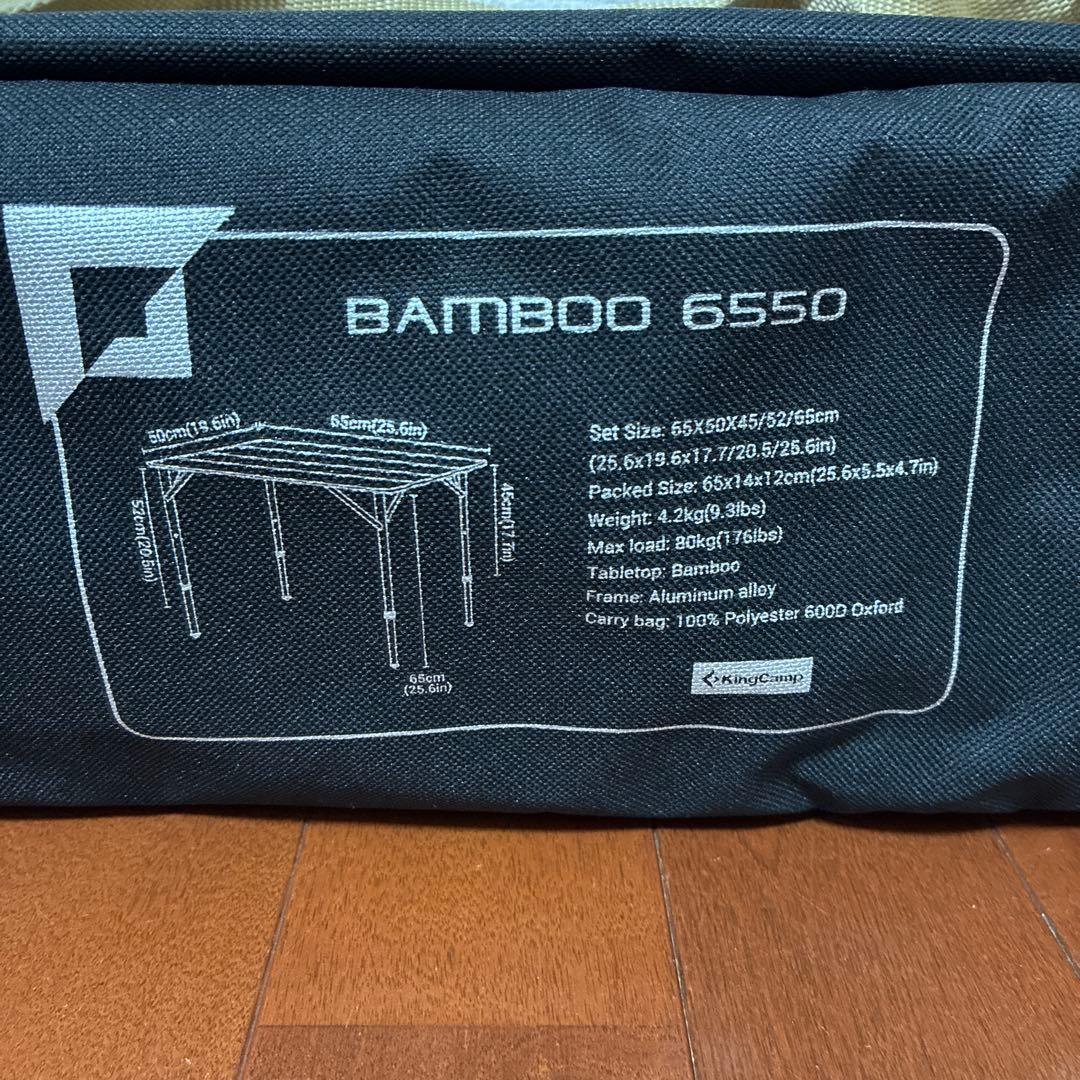 BAMBOO 6550
50cm(19.6in)
65cm(25.6in)
52cm(20.5in)
45cm(17.7in)
65cm
(25.6in)
Set Size: 65X50X45/52/65cm
(25.6x19.6x17.7/20.5/25.6in)
Packed Size: 65x14x12cm(25.6x5.5x4.7in)
Weight: 4.2kg(9.3lbs)
Max load: 80kg(176lbs)
Tabletop: Bamboo
Frame: Aluminum alloy
Carry bag: 100% Polyester 600D Oxford
KingCamp